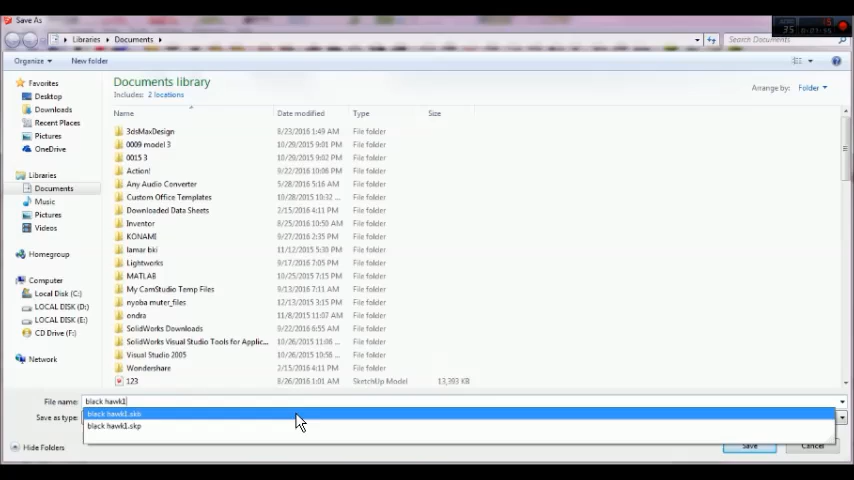 Save As
Libraries Documents
Search Documents
Organize New folder
Documents library
Includes: 2 locations
Arrange by: Folder
Name Date modified Type Size
Favorites
Desktop
Downloads
Recent Places
Pictures
OneDrive
Libraries
Documents
Music
Pictures
Videos
Homegroup
Computer
Local Disk (C:)
LOCAL DISK (D:)
LOCAL DISK (E:)
CD Drive (F:)
Network
3dsMaxDesign 8/23/2016 1:49 AM File folder
0009 model 3 10/29/2015 9:01 PM File folder
0015 3 10/29/2015 9:02 PM File folder
Action! 9/22/2016 10:06 PM File folder
Any Audio Converter 5/28/2016 5:16 AM File folder
Custom Office Templates 10/28/2015 10:32 ... File folder
Downloaded Data Sheets 2/15/2016 4:11 PM File folder
Inventor 8/25/2016 10:50 AM File folder
KONAMI 9/27/2016 2:35 PM File folder
lamar bki 11/12/2015 5:30 PM File folder
Lightworks 9/17/2016 7:05 PM File folder
MATLAB 10/25/2015 7:15 PM File folder
My CamStudio Temp Files 9/13/2016 7:11 AM File folder
nyoba muter_files 12/13/2015 3:15 PM File folder
ondra 11/8/2015 11:07 AM File folder
SolidWorks Downloads 9/22/2016 6:55 AM File folder
SolidWorks Visual Studio Tools for Applic... 10/26/2015 11:06 ... File folder
Visual Studio 2005 10/26/2015 10:58 ... File folder
Wondershare 2/15/2016 4:11 PM File folder
123 8/26/2016 1:01 AM SketchUp Model 13,393 KB
File name: black hawk1
Save as type:
black hawk1.skb
black hawk1.skp
Hide Folders Save Cancel